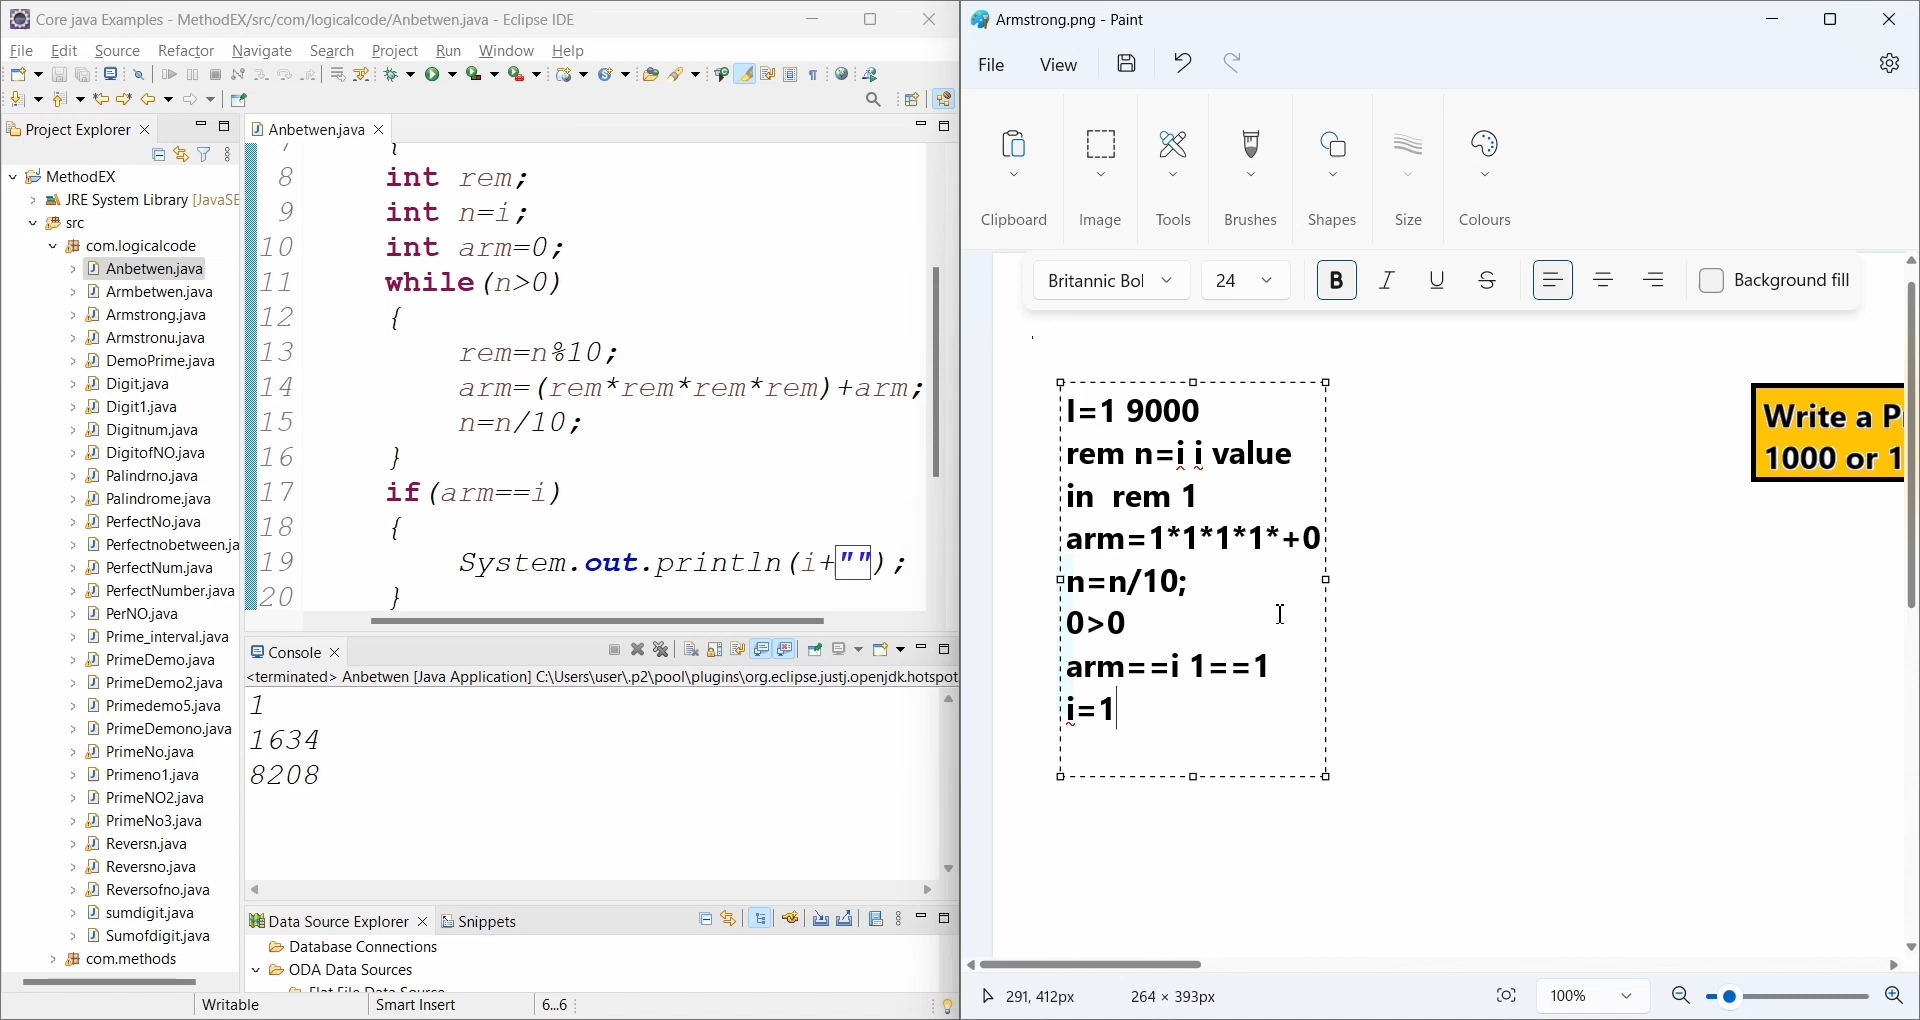 Core java Examples - MethodEX/src/com/logicalcode/Anbetwen.java - Eclipse IDE
File Edit Source Refactor Navigate Search Project Run Window Help
Project Explorer
MethodEX
JRE System Library [JavaSE
src
com.logicalcode
Anbetwen.java
Armbetwen.java
Armstrong.java
Armstronu.java
DemoPrime.java
Digit.java
Digit1.java
Digitnum.java
DigitofNO.java
Palindrno.java
Palindrome.java
PerfectNo.java
Perfectnobetween.ja
PerfectNum.java
PerfectNumber.java
PerNO.java
Prime_interval.java
PrimeDemo.java
PrimeDemo2.java
Primedemo5.java
PrimeDemono.java
PrimeNo.java
Primeno1.java
PrimeNO2.java
PrimeNo3.java
Reversn.java
Reversno.java
Reversofno.java
sumdigit.java
Sumofdigit.java
com.methods
Anbetwen.java
7 {
8 int rem;
9 int n=i;
10 int arm=0;
11 while(n>0)
12 {
13 rem=n%10;
14 arm=(rem*rem*rem*rem)+arm;
15 n=n/10;
16 }
17 if(arm==i)
18 {
19 System.out.println(i+"");
20 }
Console
<terminated> Anbetwen [Java Application] C:\Users\user\.p2\pool\plugins\org.eclipse.justj.openjdk.hotspot
1
1634
8208
Data Source Explorer Snippets
Database Connections
ODA Data Sources
Flat File Data Source
Writable Smart Insert 6..6
Armstrong.png - Paint
File View
Clipboard Image Tools Brushes Shapes Size Colours
Britannic Bol 24 B I U S Background fill
I=1 9000
rem n=i i value
in rem 1
arm=1*1*1*1*+0
n=n/10;
0>0
arm==i 1==1
i=1
Write a P
1000 or 1
291, 412px 264 × 393px 100%